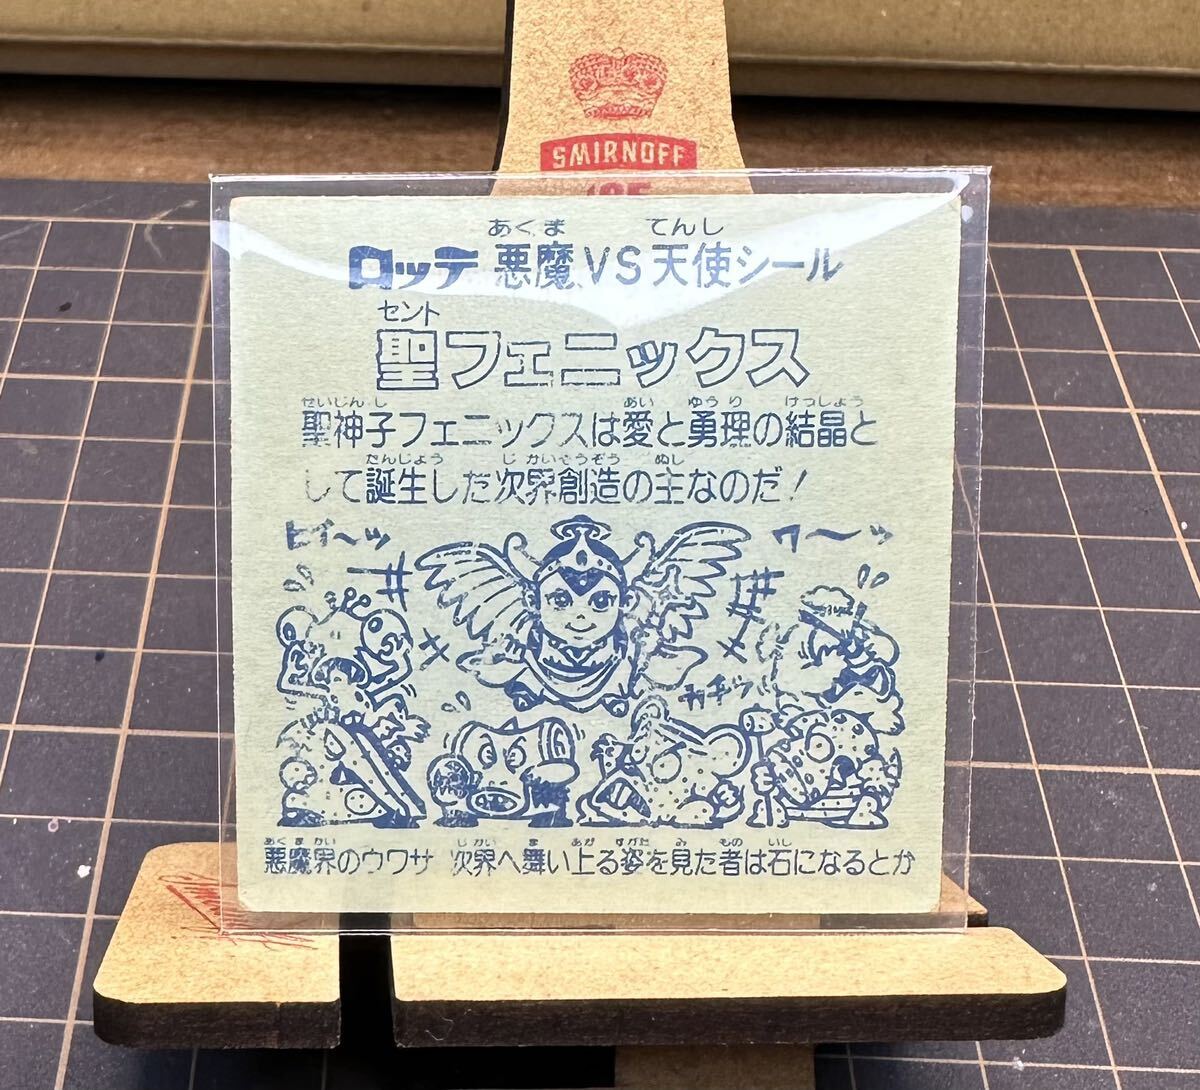 SMIRNOFF
あくま てんし
ロッテ 悪魔VS天使シール
セント
聖フェニックス
せいじんし あい ゆうり けっしょう
聖神子フェニックスは愛と勇理の結晶と
たんじょう じかいそうぞう ぬし
して誕生した次界創造の主なのだ!
ヒイ〜ッ
ワ〜ッ
カチッ
あくまかい じかい ま あが すがた み もの いし
悪魔界のウワサ 次界へ舞い上る姿を見た者は石になるとか